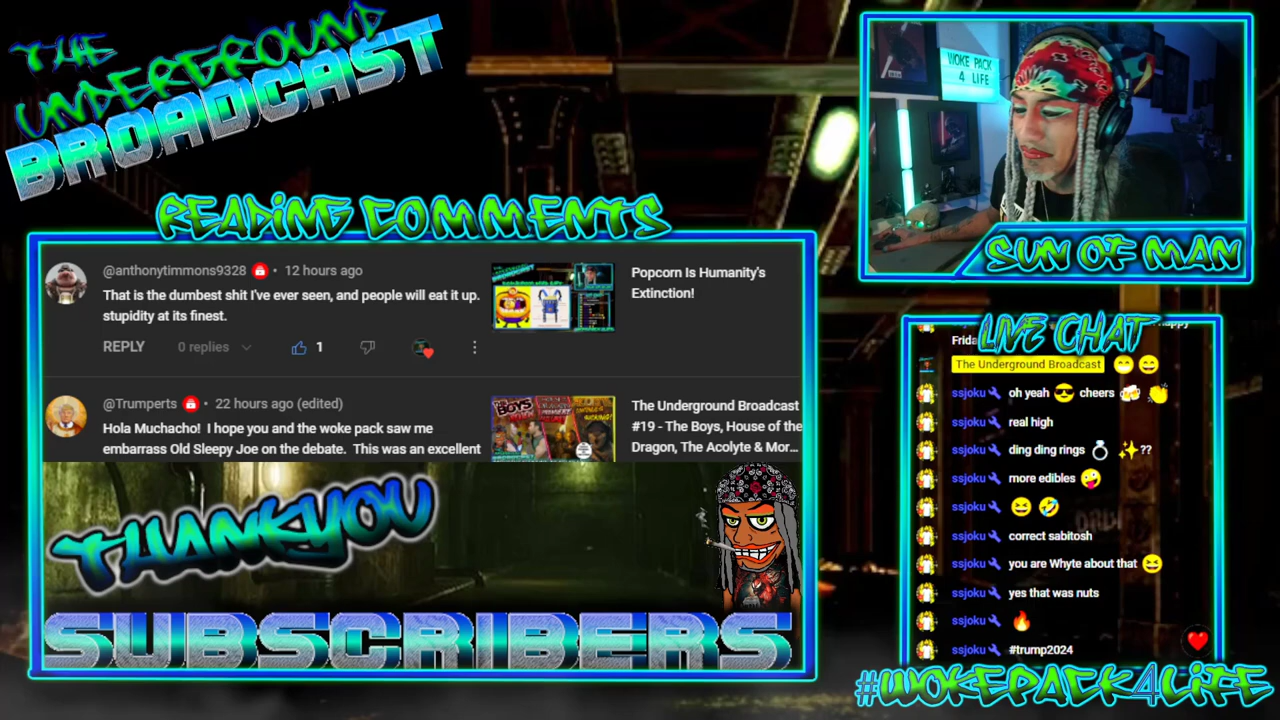 THE
UNDERGROUND
BROADCAST
WOKE PACK
4 LIFE
READING COMMENTS
SUN OF MAN
@anthonytimmons9328 • 12 hours ago
That is the dumbest shit I've ever seen, and people will eat it up.
stupidity at its finest.
REPLY 0 replies 1
Popcorn Is Humanity's
Extinction!
@Trumperts • 22 hours ago (edited)
Hola Muchacho! I hope you and the woke pack saw me
embarrass Old Sleepy Joe on the debate. This was an excellent
The Underground Broadcast
#19 - The Boys, House of the
Dragon, The Acolyte & Mor...
THANK YOU
SUBSCRIBERS
LIVE CHAT
Frida
The Underground Broadcast 😁 😄
ssjoku oh yeah 😎 cheers 🍻 👏
ssjoku real high
ssjoku ding ding rings 💍 ✨??
ssjoku more edibles 🤪
ssjoku 😆 🤣
ssjoku correct sabitosh
ssjoku you are Whyte about that 😆
ssjoku yes that was nuts
ssjoku 🔥
ssjoku #trump2024
#WOKEPACK4LIFE